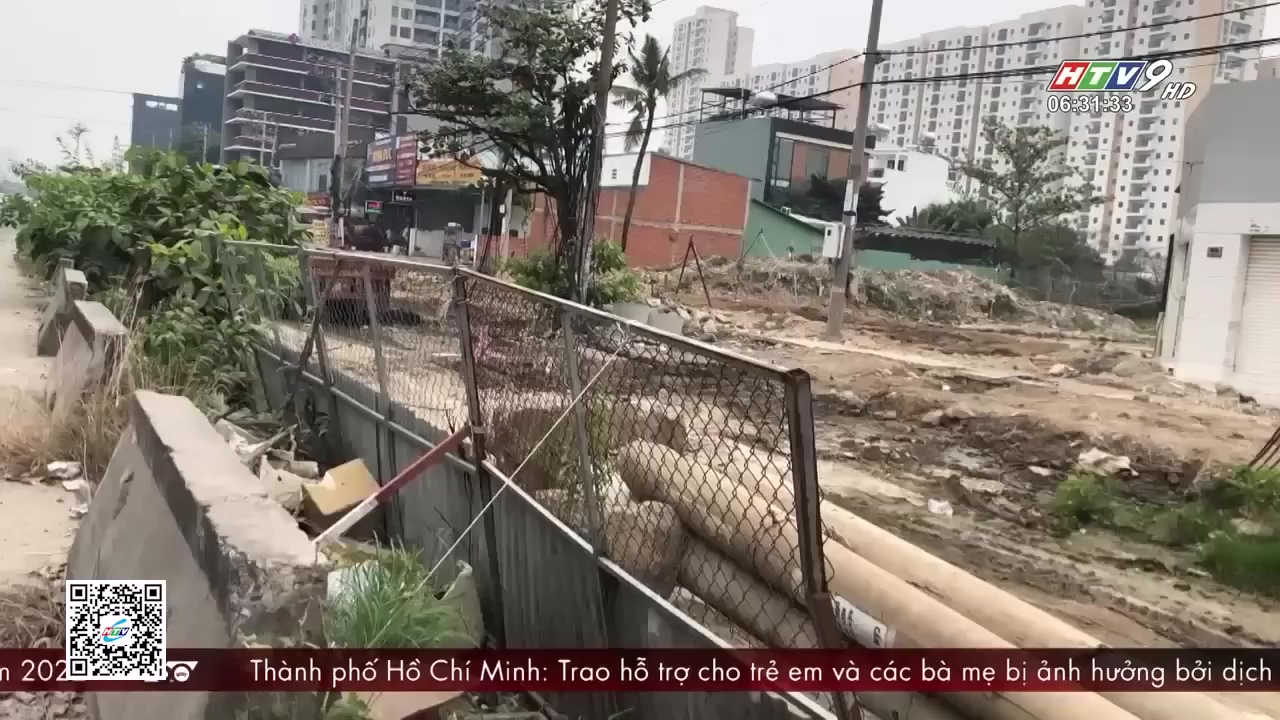 HTV9 HD
06:31:33
HTV
m 202
Thành phố Hồ Chí Minh: Trao hỗ trợ cho trẻ em và các bà mẹ bị ảnh hưởng bởi dịch